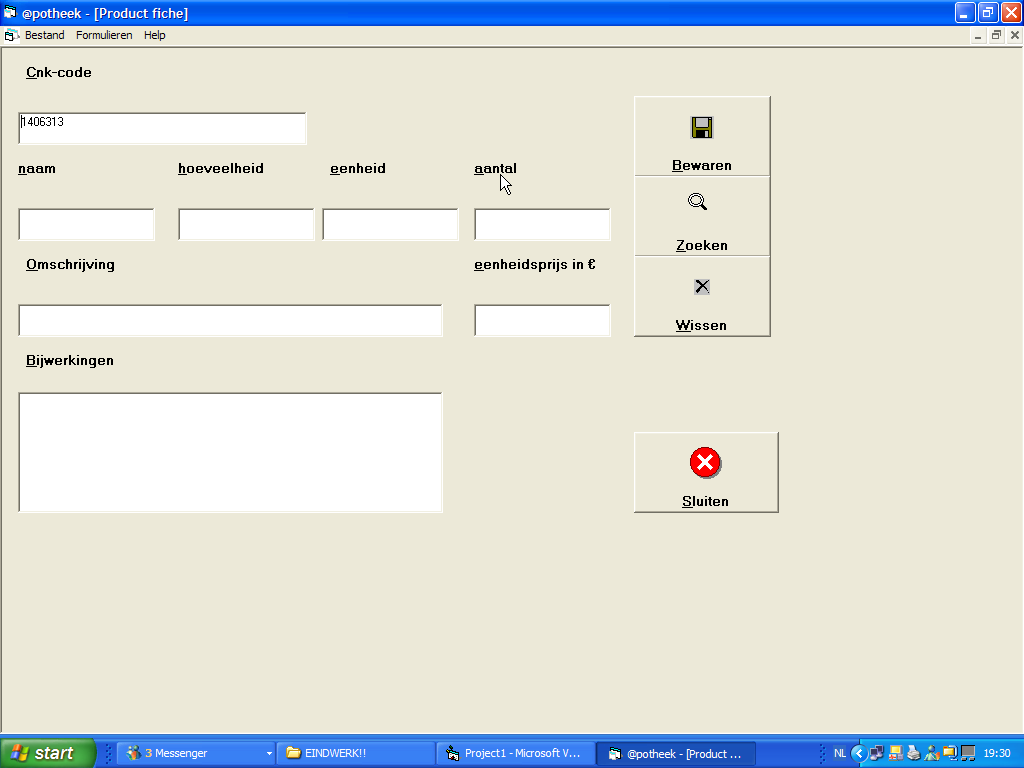 @potheek - [Product fiche]
Bestand Formulieren Help
Cnk-code
1406313
naam hoeveelheid eenheid aantal
Omschrijving eenheidsprijs in €
Bijwerkingen
Bewaren
Zoeken
Wissen
Sluiten
start 3 Messenger EINDWERK!! Project1 - Microsoft V... @potheek - [Product ... NL 19:30